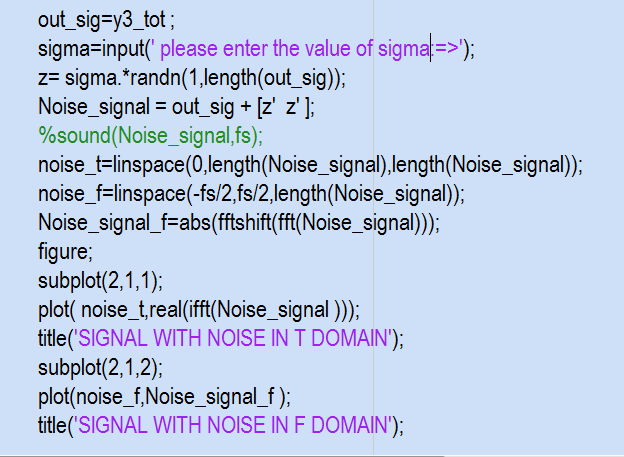 out_sig=y3_tot ;
sigma=input(' please enter the value of sigma:=>');
z= sigma.*randn(1,length(out_sig));
Noise_signal = out_sig + [z'  z' ];
%sound(Noise_signal,fs);
noise_t=linspace(0,length(Noise_signal),length(Noise_signal));
noise_f=linspace(-fs/2,fs/2,length(Noise_signal));
Noise_signal_f=abs(fftshift(fft(Noise_signal)));
figure;
subplot(2,1,1);
plot( noise_t,real(ifft(Noise_signal )));
title('SIGNAL WITH NOISE IN T DOMAIN');
subplot(2,1,2);
plot(noise_f,Noise_signal_f );
title('SIGNAL WITH NOISE IN F DOMAIN');